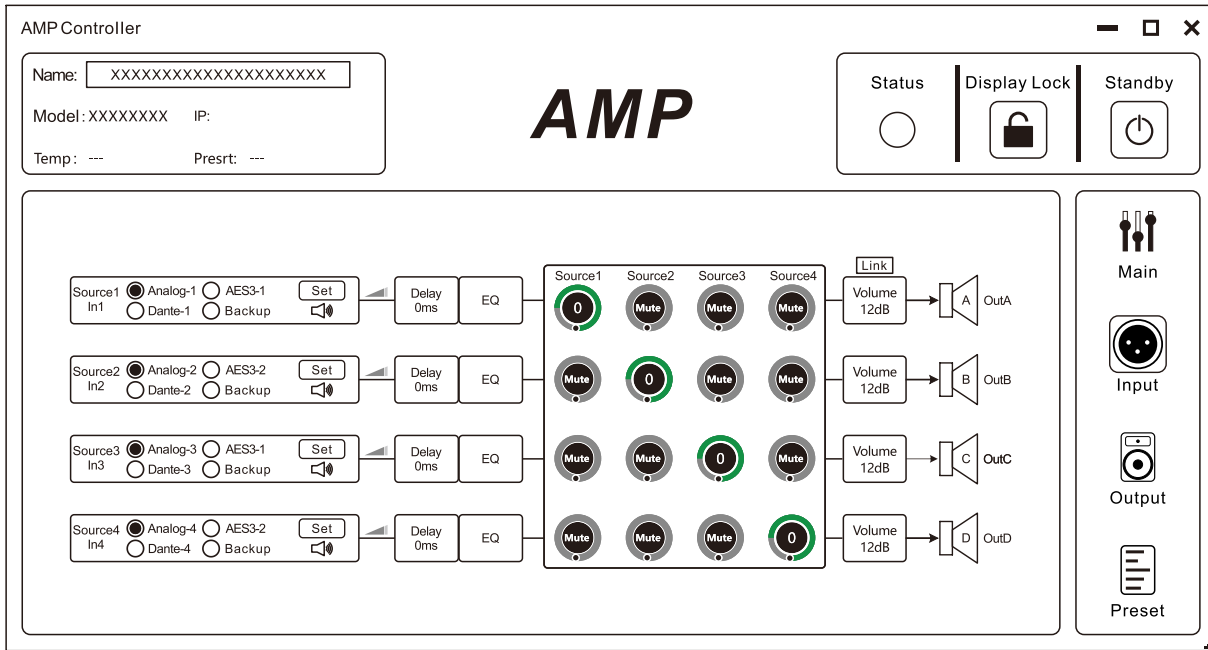 AMP Controller
Name: XXXXXXXXXXXXXXXXXXXXX
Model: XXXXXXXX IP:
Temp: --- Presrt: ---
AMP
Status Display Lock Standby
Source1 Source2 Source3 Source4 Link
Source1 Analog-1 AES3-1 Set Delay EQ 0 Mute Mute Mute Volume A OutA
In1 Dante-1 Backup 0ms 12dB
Source2 Analog-2 AES3-2 Set Delay EQ Mute 0 Mute Mute Volume B OutB
In2 Dante-2 Backup 0ms 12dB
Source3 Analog-3 AES3-1 Set Delay EQ Mute Mute 0 Mute Volume C OutC
In3 Dante-3 Backup 0ms 12dB
Source4 Analog-4 AES3-2 Set Delay EQ Mute Mute Mute 0 Volume D OutD
In4 Dante-4 Backup 0ms 12dB
Main
Input
Output
Preset